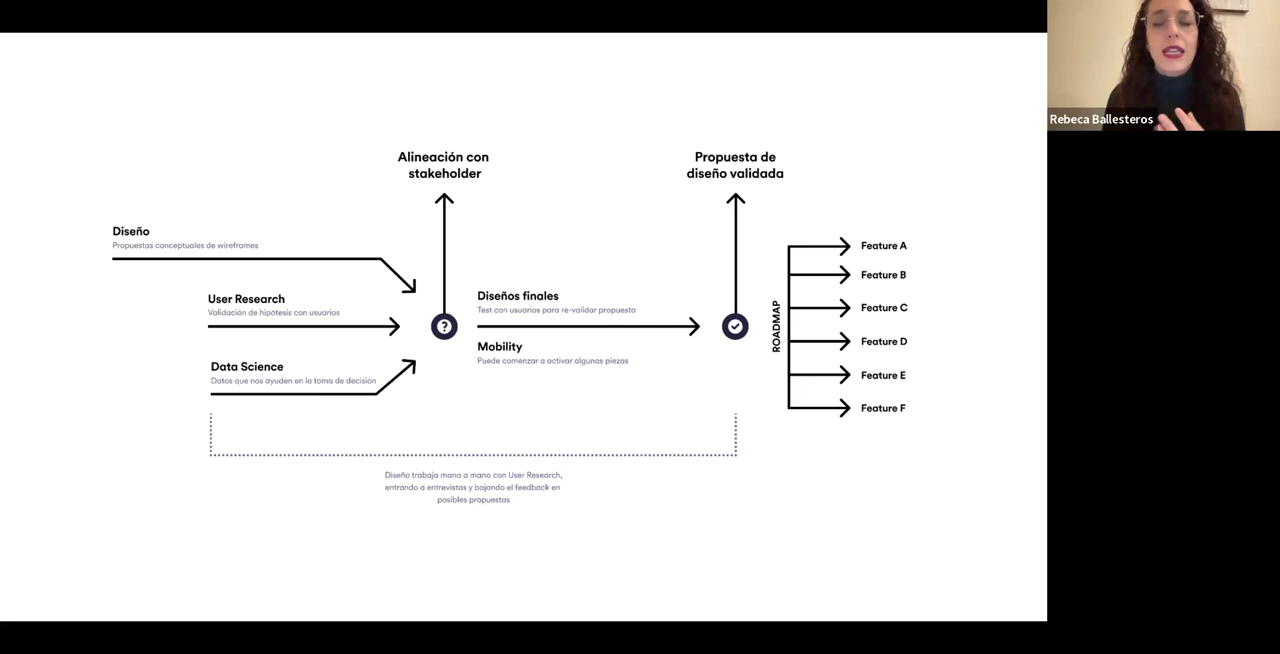 Rebeca Ballesteros
Alineación con
stakeholder
Propuesta de
diseño validada
Diseño
Propuestas conceptuales de wireframes
User Research
Validación de hipótesis con usuarios
Data Science
Datos que nos ayuden en la toma de decisión
?
Diseños finales
Test con usuarios para re-validar propuesta
Mobility
Puede comenzar a activar algunas piezas
ROADMAP
Feature A
Feature B
Feature C
Feature D
Feature E
Feature F
Diseño trabaja mano a mano con User Research,
entrando a entrevistas y bajando el feedback en
posibles propuestas